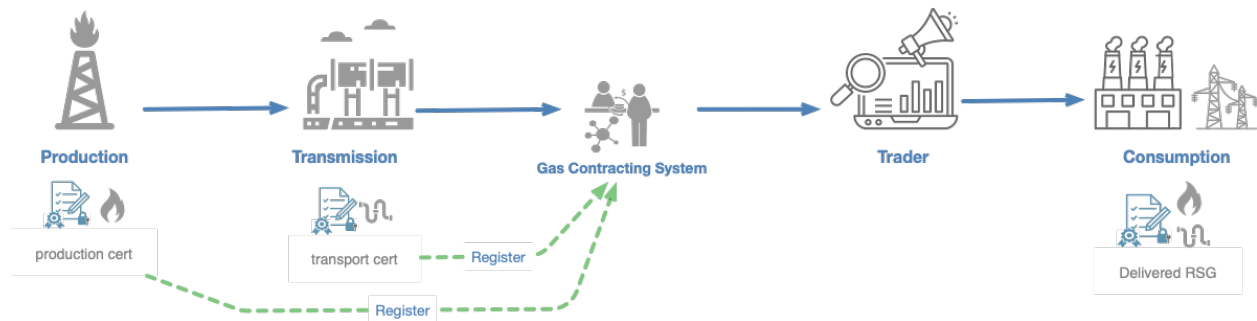 Production
Transmission
Gas Contracting System
Trader
Consumption
$
production cert
transport cert
Register
Register
Delivered RSG